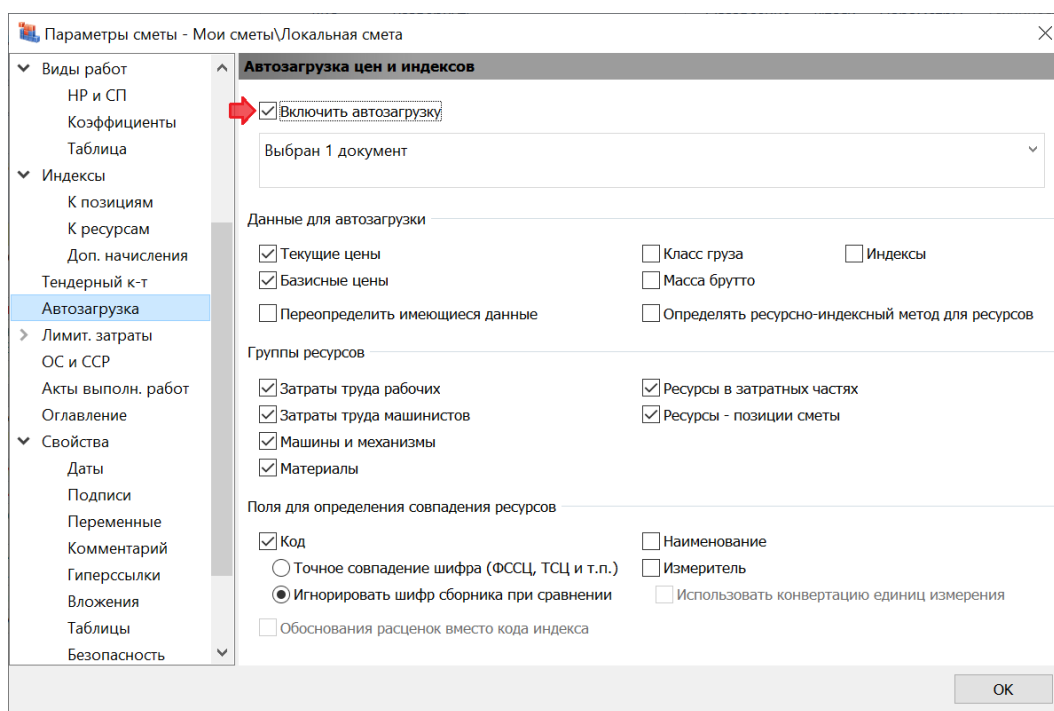 Параметры сметы - Мои сметы\Локальная смета
Виды работ
НР и СП
Коэффициенты
Таблица
Индексы
К позициям
К ресурсам
Доп. начисления
Тендерный к-т
Автозагрузка
Лимит. затраты
ОС и ССР
Акты выполн. работ
Оглавление
Свойства
Даты
Подписи
Переменные
Комментарий
Гиперссылки
Вложения
Таблицы
Безопасность
Автозагрузка цен и индексов
Включить автозагрузку
Выбран 1 документ
Данные для автозагрузки
Текущие цены
Класс груза
Индексы
Базисные цены
Масса брутто
Переопределить имеющиеся данные
Определять ресурсно-индексный метод для ресурсов
Группы ресурсов
Затраты труда рабочих
Ресурсы в затратных частях
Затраты труда машинистов
Ресурсы - позиции сметы
Машины и механизмы
Материалы
Поля для определения совпадения ресурсов
Код
Наименование
Точное совпадение шифра (ФССЦ, ТСЦ и т.п.)
Измеритель
Игнорировать шифр сборника при сравнении
Использовать конвертацию единиц измерения
Обоснования расценок вместо кода индекса
ОК